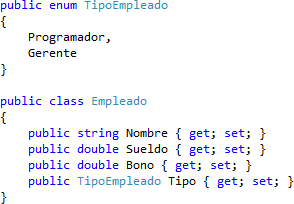 public enum TipoEmpleado
{
    Programador,
    Gerente
}
public class Empleado
{
    public string Nombre { get; set; }
    public double Sueldo { get; set; }
    public double Bono { get; set; }
    public TipoEmpleado Tipo { get; set; }
}